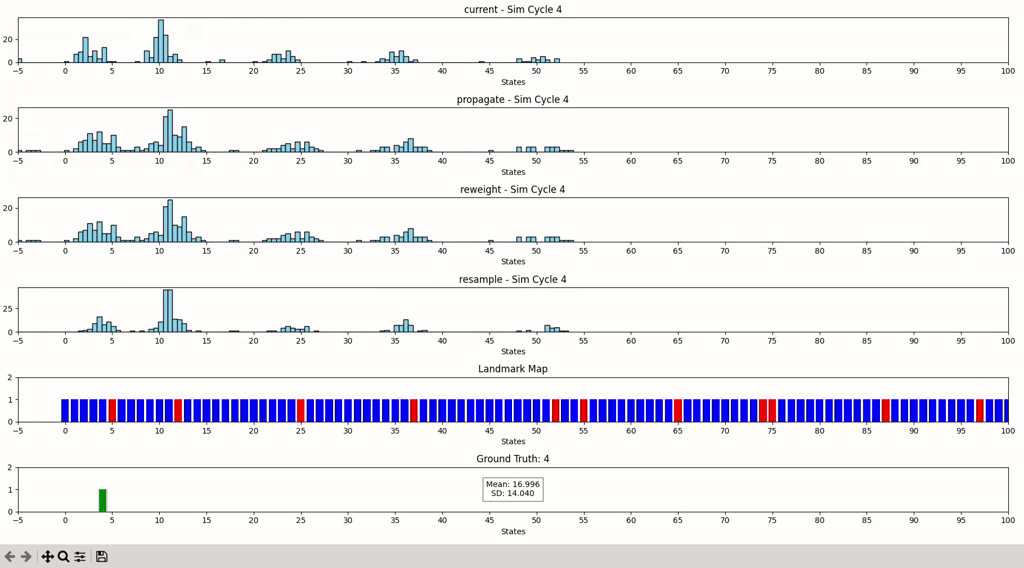 current - Sim Cycle 4
20
0
-5 0 5 10 15 20 25 30 35 40 45 50 55 60 65 70 75 80 85 90 95 100
States
propagate - Sim Cycle 4
20
0
-5 0 5 10 15 20 25 30 35 40 45 50 55 60 65 70 75 80 85 90 95 100
States
reweight - Sim Cycle 4
20
0
-5 0 5 10 15 20 25 30 35 40 45 50 55 60 65 70 75 80 85 90 95 100
States
resample - Sim Cycle 4
25
0
-5 0 5 10 15 20 25 30 35 40 45 50 55 60 65 70 75 80 85 90 95 100
States
Landmark Map
2
1
0
-5 0 5 10 15 20 25 30 35 40 45 50 55 60 65 70 75 80 85 90 95 100
States
Ground Truth: 4
2
Mean: 16.996
SD: 14.040
1
0
-5 0 5 10 15 20 25 30 35 40 45 50 55 60 65 70 75 80 85 90 95 100
States